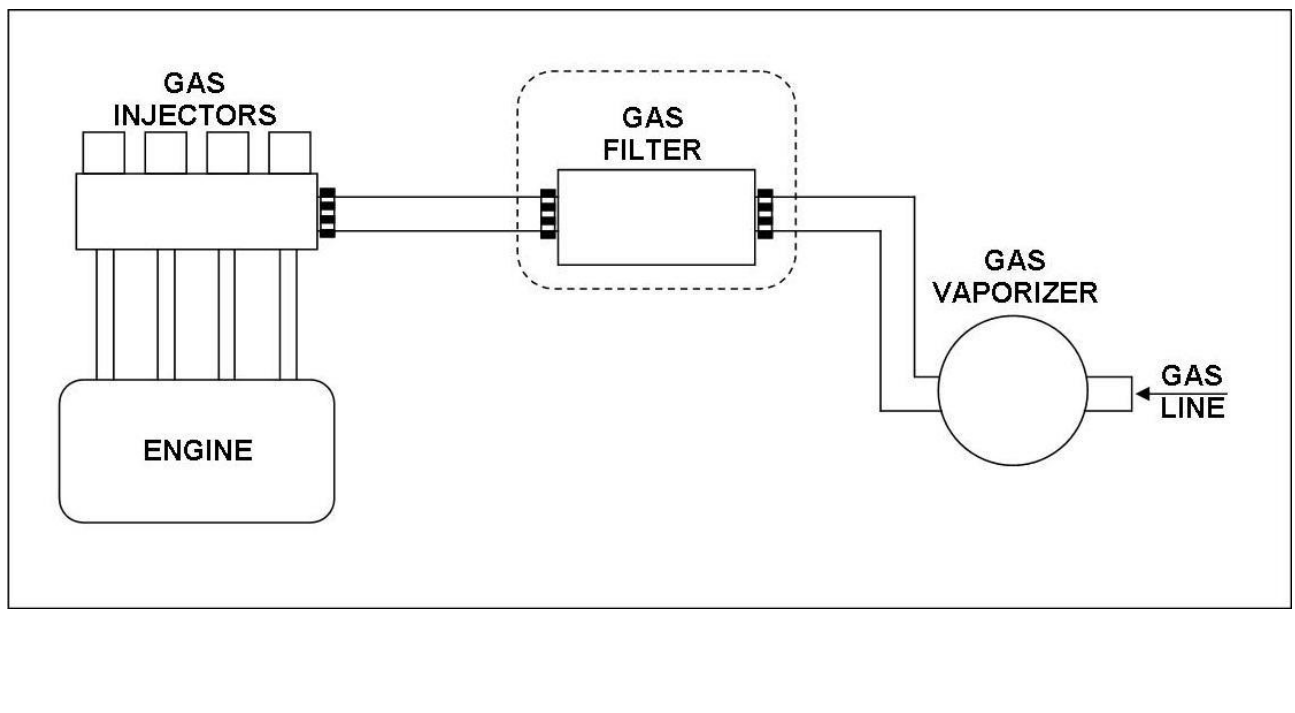 GAS
INJECTORS
GAS
FILTER
GAS
VAPORIZER
GAS
LINE
ENGINE